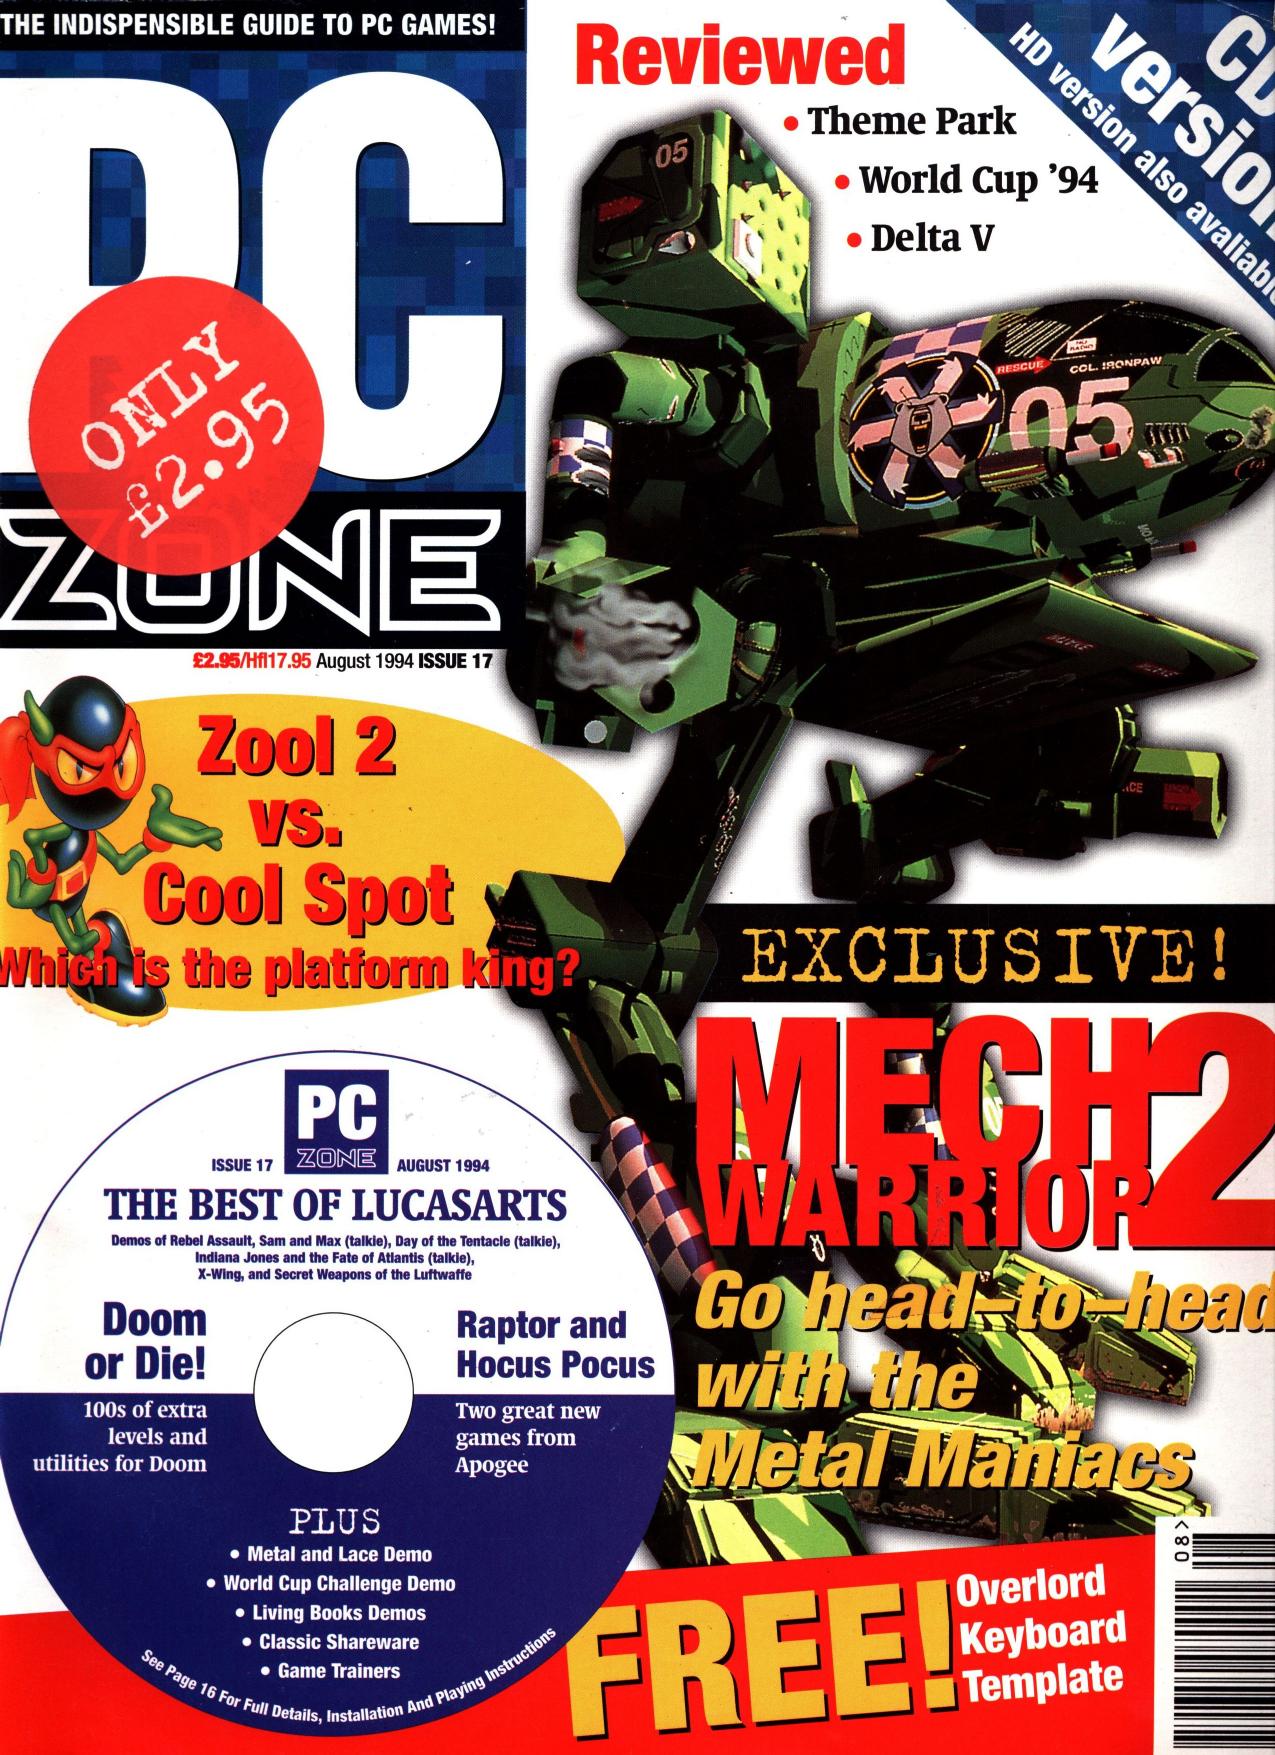 THE INDISPENSIBLE GUIDE TO PC GAMES!
PC
ZONE
ONLY
£2.95
£2.95/Hfl17.95 August 1994 ISSUE 17
Reviewed
• Theme Park
• World Cup '94
• Delta V
CD
version
HD version also avaliable
05
NO
RADIO
RESCUE
COL. IRONPAW
05
Zool 2
vs.
Cool Spot
Which is the platform king?
EXCLUSIVE!
MECH
WARRIOR 2
Go head-to-head
with the
Metal Maniacs
PC
ZONE
ISSUE 17 AUGUST 1994
THE BEST OF LUCASARTS
Demos of Rebel Assault, Sam and Max (talkie), Day of the Tentacle (talkie),
Indiana Jones and the Fate of Atlantis (talkie),
X-Wing, and Secret Weapons of the Luftwaffe
Doom
or Die!
100s of extra
levels and
utilities for Doom
Raptor and
Hocus Pocus
Two great new
games from
Apogee
PLUS
• Metal and Lace Demo
• World Cup Challenge Demo
• Living Books Demos
• Classic Shareware
• Game Trainers
See Page 16 For Full Details, Installation And Playing Instructions
FREE!
Overlord
Keyboard
Template
08>